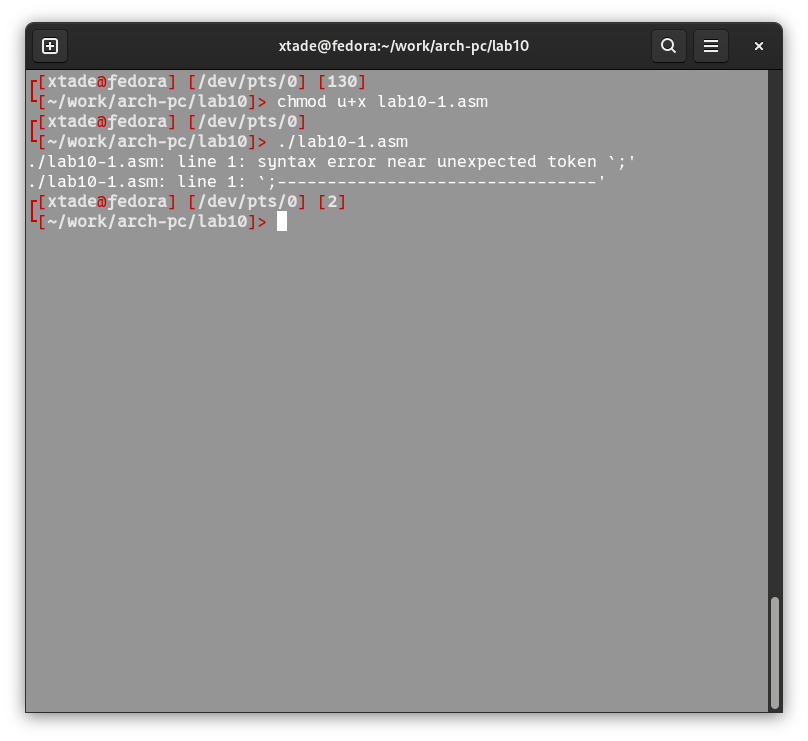 xtade@fedora:~/work/arch-pc/lab10
[xtade@fedora] [/dev/pts/0] [130]
[~/work/arch-pc/lab10]> chmod u+x lab10-1.asm
[xtade@fedora] [/dev/pts/0]
[~/work/arch-pc/lab10]> ./lab10-1.asm
./lab10-1.asm: line 1: syntax error near unexpected token `;'
./lab10-1.asm: line 1: `;--------------------------------'
[xtade@fedora] [/dev/pts/0] [2]
[~/work/arch-pc/lab10]>